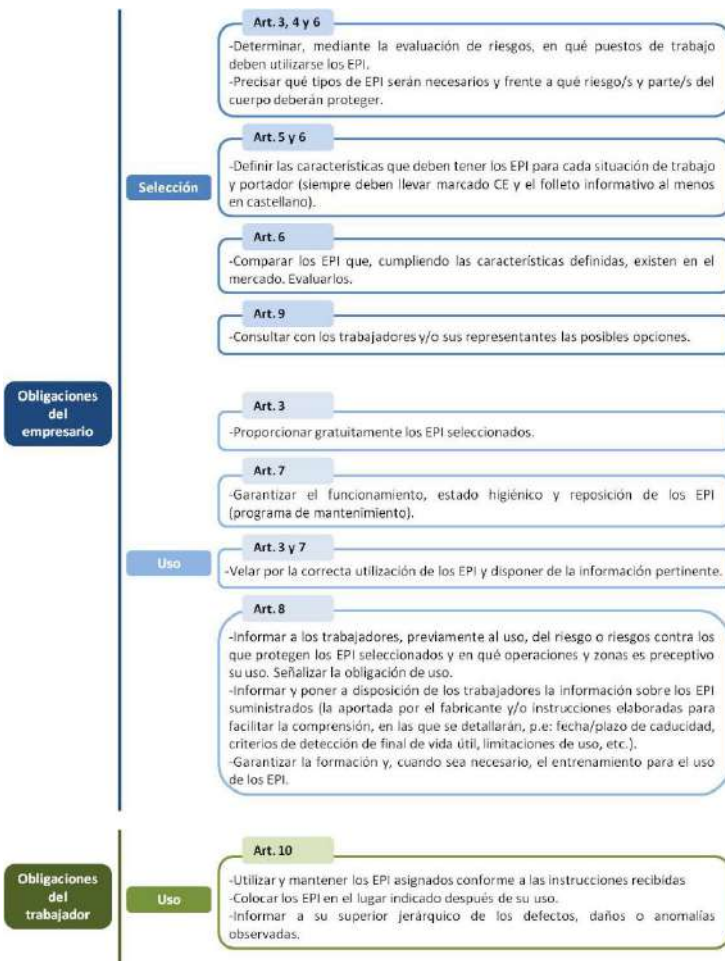 Art. 3, 4 y 6
-Determinar, mediante la evaluación de riesgos, en qué puestos de trabajo
deben utilizarse los EPI.
-Precisar qué tipos de EPI serán necesarios y frente a qué riesgo/s y parte/s del
cuerpo deberán proteger.
Art. 5 y 6
-Definir las características que deben tener los EPI para cada situación de trabajo
y portador (siempre deben llevar marcado CE y el folleto informativo al menos
en castellano).
Selección
Art. 6
-Comparar los EPI que, cumpliendo las características definidas, existen en el
mercado. Evaluarlos.
Art. 9
-Consultar con los trabajadores y/o sus representantes las posibles opciones.
Obligaciones
del
empresario
Art. 3
-Proporcionar gratuitamente los EPI seleccionados.
Art. 7
-Garantizar el funcionamiento, estado higiénico y reposición de los EPI
(programa de mantenimiento).
Uso
Art. 3 y 7
-Velar por la correcta utilización de los EPI y disponer de la información pertinente.
Art. 8
-Informar a los trabajadores, previamente al uso, del riesgo o riesgos contra los
que protegen los EPI seleccionados y en qué operaciones y zonas es preceptivo
su uso. Señalizar la obligación de uso.
-Informar y poner a disposición de los trabajadores la información sobre los EPI
suministrados (la aportada por el fabricante y/o instrucciones elaboradas para
facilitar la comprensión, en las que se detallarán, p.e: fecha/plazo de caducidad,
criterios de detección de final de vida útil, limitaciones de uso, etc.).
-Garantizar la formación y, cuando sea necesario, el entrenamiento para el uso
de los EPI.
Obligaciones
del
trabajador
Uso
Art. 10
-Utilizar y mantener los EPI asignados conforme a las instrucciones recibidas
-Colocar los EPI en el lugar indicado después de su uso.
-Informar a su superior jerárquico de los defectos, daños o anomalías
observadas.